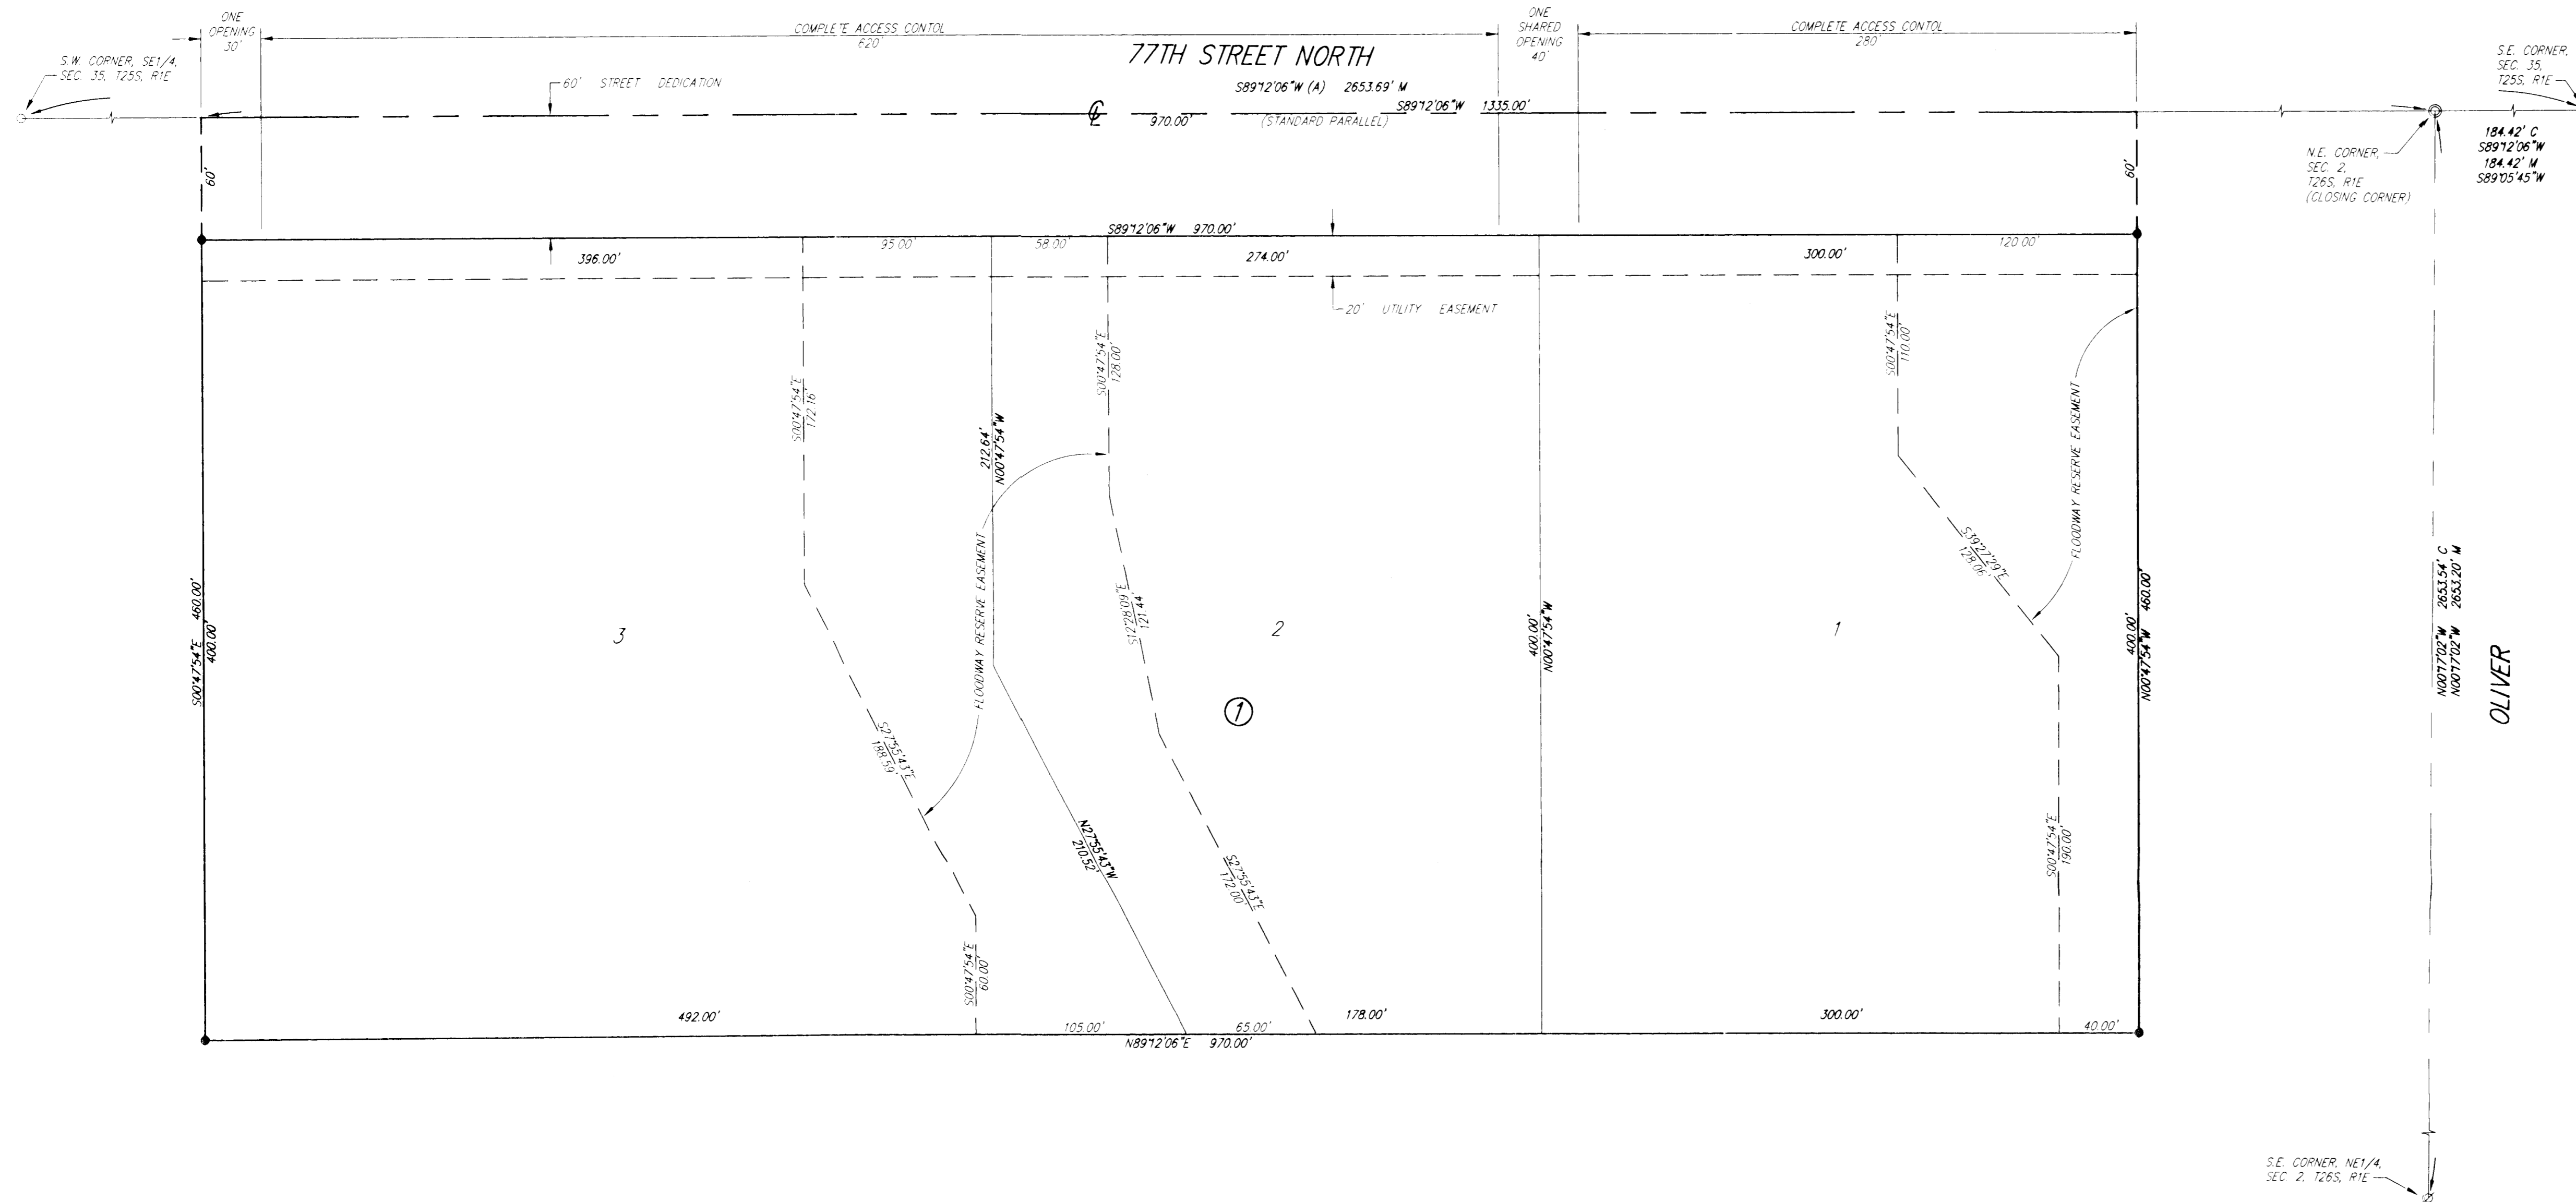 ONE
OPENING
30'
COMPLETE ACCESS CONTOL
620'
ONE
SHARED
OPENING
40'
COMPLETE ACCESS CONTOL
280'
S.W. CORNER, SE1/4,
SEC. 35, T25S, R1E
60' STREET DEDICATION
77TH STREET NORTH
S89°12'06"W (A) 2653.69' M
S89°12'06"W 1335.00'
970.00'
(STANDARD PARALLEL)
S.E. CORNER,
SEC. 35,
T25S, R1E
N.E. CORNER,
SEC. 2,
T26S, R1E
(CLOSING CORNER)
184.42' C
S89°12'06"W
184.42' M
S89°05'45"W
60'
60'
S89°12'06"W 970.00'
95.00'
58.00'
120.00'
396.00'
274.00'
300.00'
20' UTILITY EASEMENT
S00°47'54"E
172.16'
212.64'
N00°47'54"W
S00°47'54"E
128.00'
S00°47'54"E
110.00'
FLOODWAY RESERVE EASEMENT
FLOODWAY RESERVE EASEMENT
S00°47'54"E 460.00'
400.00'
3
S12°28'09"E
121.44'
2
400.00'
N00°47'54"W
S39°27'29"E
128.06'
1
400.00'
N00°47'54"W 460.00'
N00°17'02"W 2653.54' C
N00°17'02"W 2653.20' M
OLIVER
1
S27°55'43"E
188.59'
N27°55'43"W
210.52'
S27°55'43"E
172.00'
S00°47'54"E
190.00'
S00°47'54"E
60.00'
492.00'
105.00'
65.00'
178.00'
300.00'
40.00'
N89°12'06"E 970.00'
S.E. CORNER, NE1/4,
SEC. 2, T26S, R1E